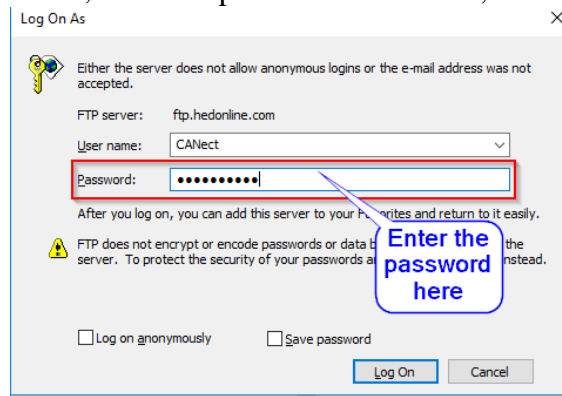 Log On As
Either the server does not allow anonymous logins or the e-mail address was not
accepted.
FTP server: ftp.hedonline.com
User name: CANect
Password: ●●●●●●●●●●
After you log on, you can add this server to your Favorites and return to it easily.
FTP does not encrypt or encode passwords or data b the
server. To protect the security of your passwords a nstead.
Enter the
password
here
Log on anonymously Save password
Log On Cancel